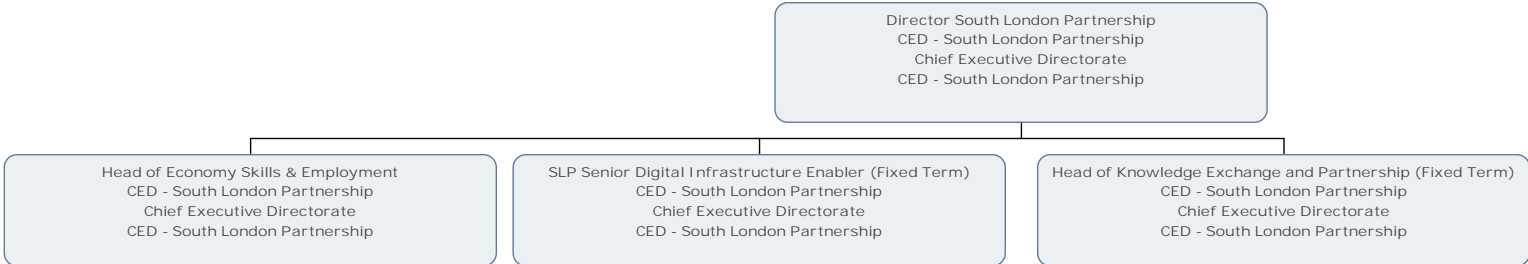 Director South London Partnership
CED - South London Partnership
Chief Executive Directorate
CED - South London Partnership
Head of Economy Skills & Employment
CED - South London Partnership
Chief Executive Directorate
CED - South London Partnership
SLP Senior Digital Infrastructure Enabler (Fixed Term)
CED - South London Partnership
Chief Executive Directorate
CED - South London Partnership
Head of Knowledge Exchange and Partnership (Fixed Term)
CED - South London Partnership
Chief Executive Directorate
CED - South London Partnership